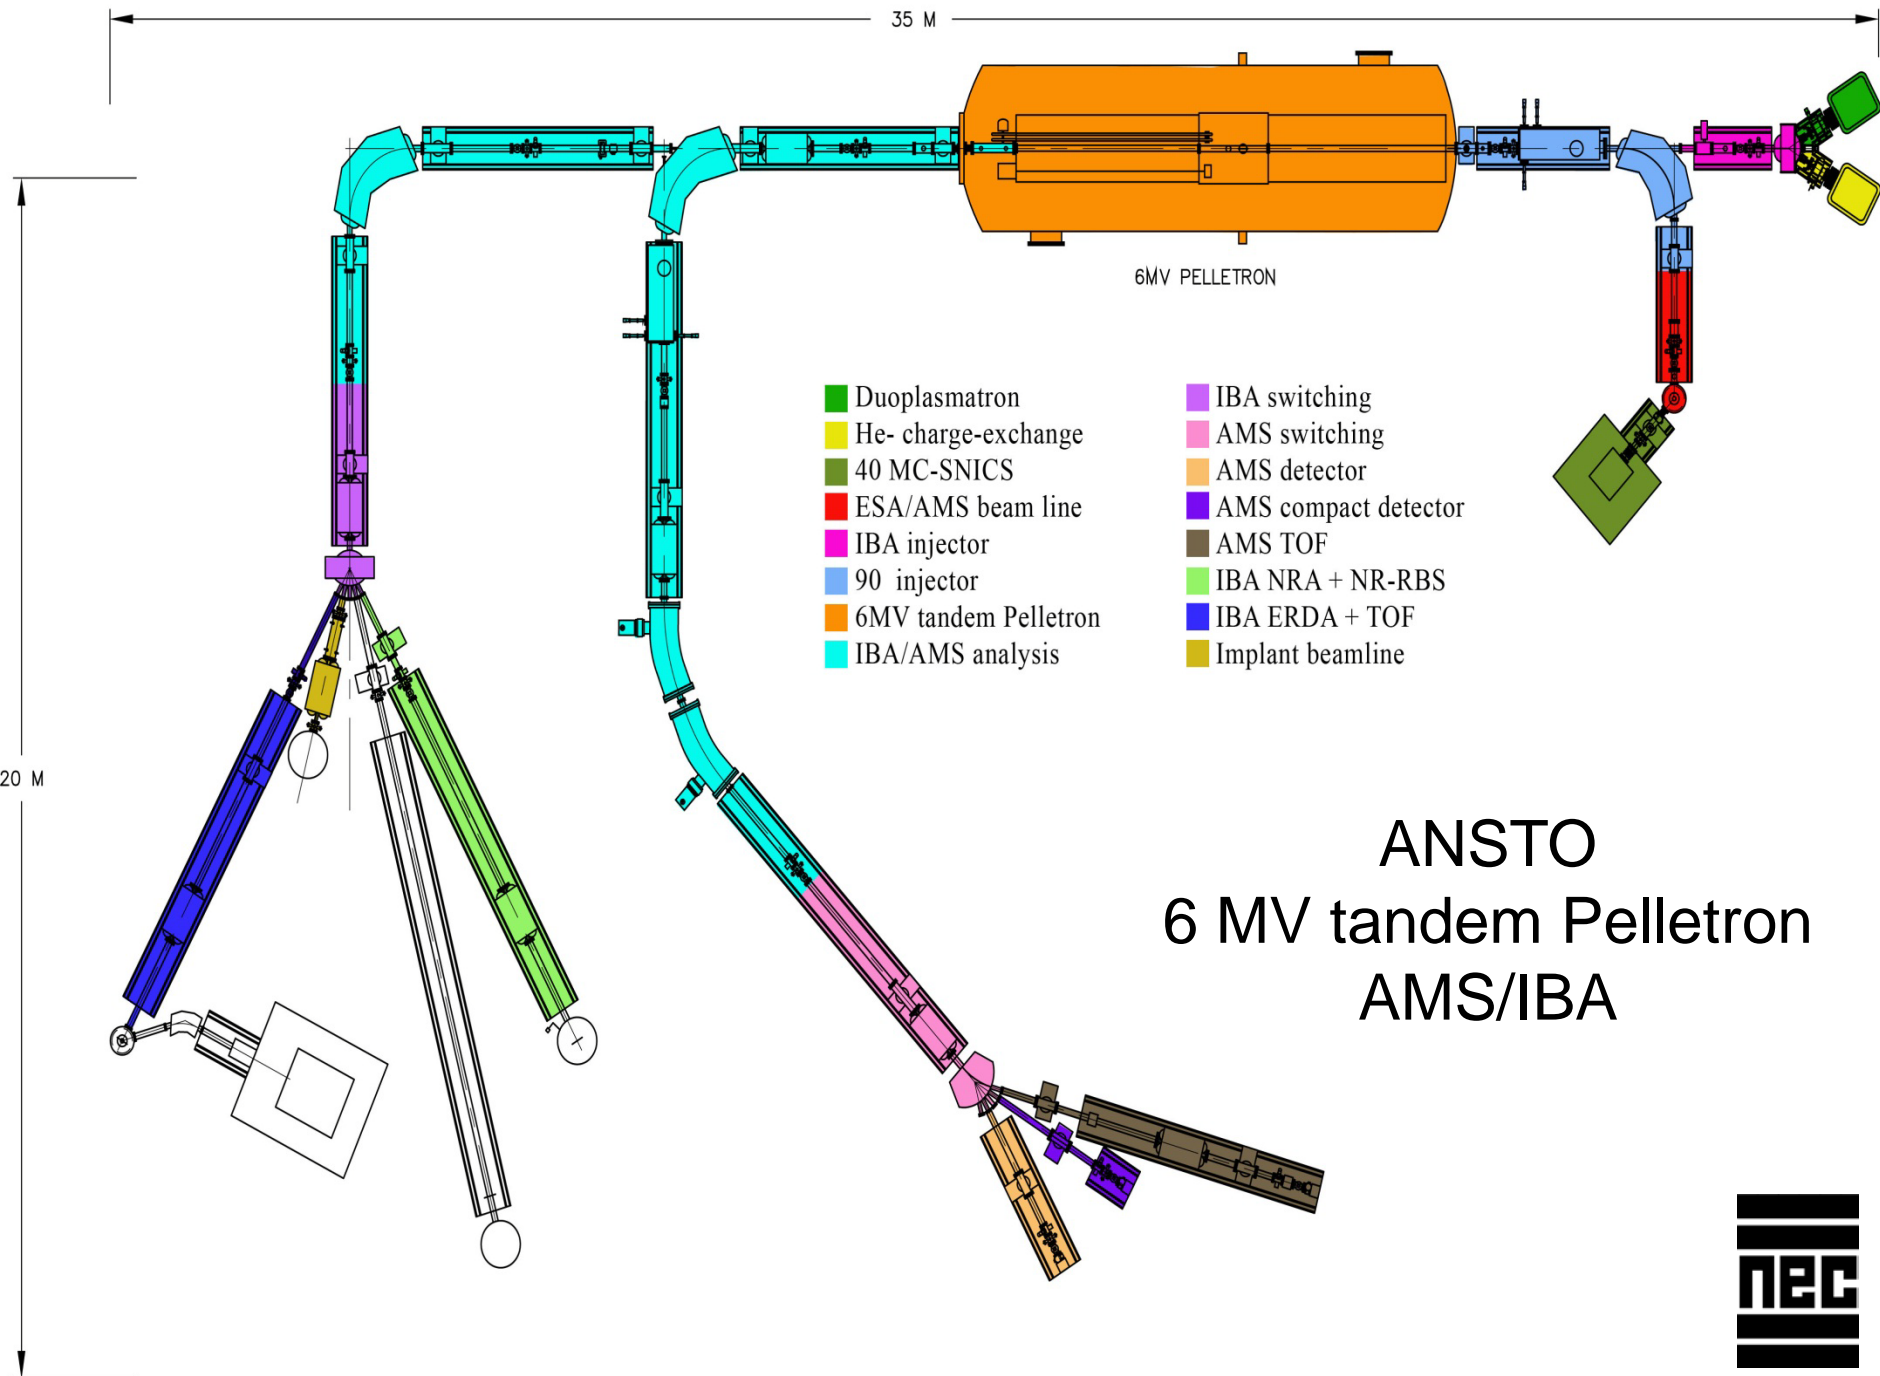 35 M
6MV PELLETRON
Duoplasmatron
He- charge-exchange
40 MC-SNICS
ESA/AMS beam line
IBA injector
90  injector
6MV tandem Pelletron
IBA/AMS analysis
IBA switching
AMS switching
AMS detector
AMS compact detector
AMS TOF
IBA NRA + NR-RBS
IBA ERDA + TOF
Implant beamline
20 M
ANSTO
6 MV tandem Pelletron
AMS/IBA
nec